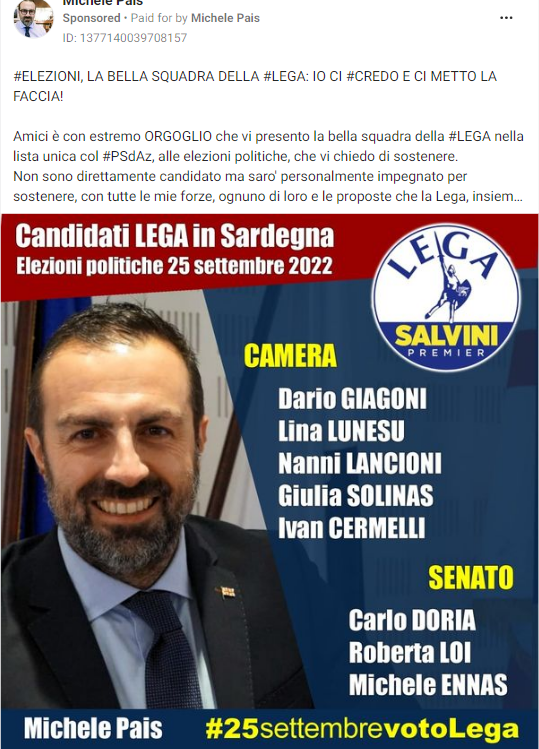 Michele Pais
Sponsored • Paid for by Michele Pais
ID: 1377140039708157
#ELEZIONI, LA BELLA SQUADRA DELLA #LEGA: IO CI #CREDO E CI METTO LA
FACCIA!
Amici è con estremo ORGOGLIO che vi presento la bella squadra della #LEGA nella
lista unica col #PSdAz, alle elezioni politiche, che vi chiedo di sostenere.
Non sono direttamente candidato ma saro' personalmente impegnato per
sostenere, con tutte le mie forze, ognuno di loro e le proposte che la Lega, insiem...
Candidati LEGA in Sardegna
Elezioni politiche 25 settembre 2022
LEGA
SALVINI
PREMIER
CAMERA
Dario GIAGONI
Lina LUNESU
Nanni LANCIONI
Giulia SOLINAS
Ivan CERMELLI
SENATO
Carlo DORIA
Roberta LOI
Michele ENNAS
Michele Pais
#25settembrevotoLega